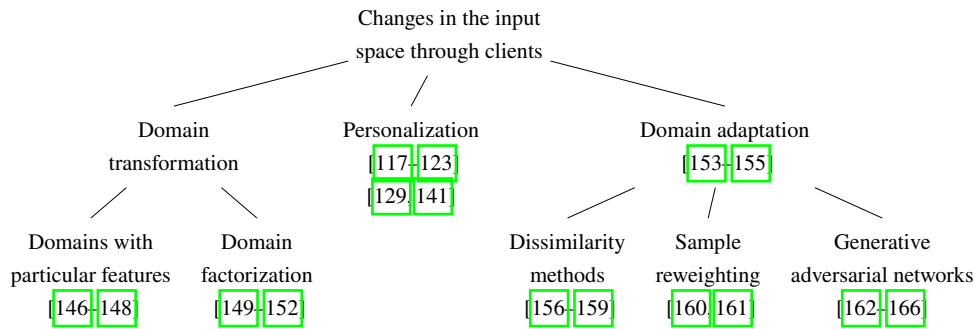 Changes in the input
space through clients
Domain
transformation
Personalization
[117–123]
[129, 141]
Domain adaptation
[153–155]
Domains with
particular features
[146–148]
Domain
factorization
[149–152]
Dissimilarity
methods
[156–159]
Sample
reweighting
[160, 161]
Generative
adversarial networks
[162–166]